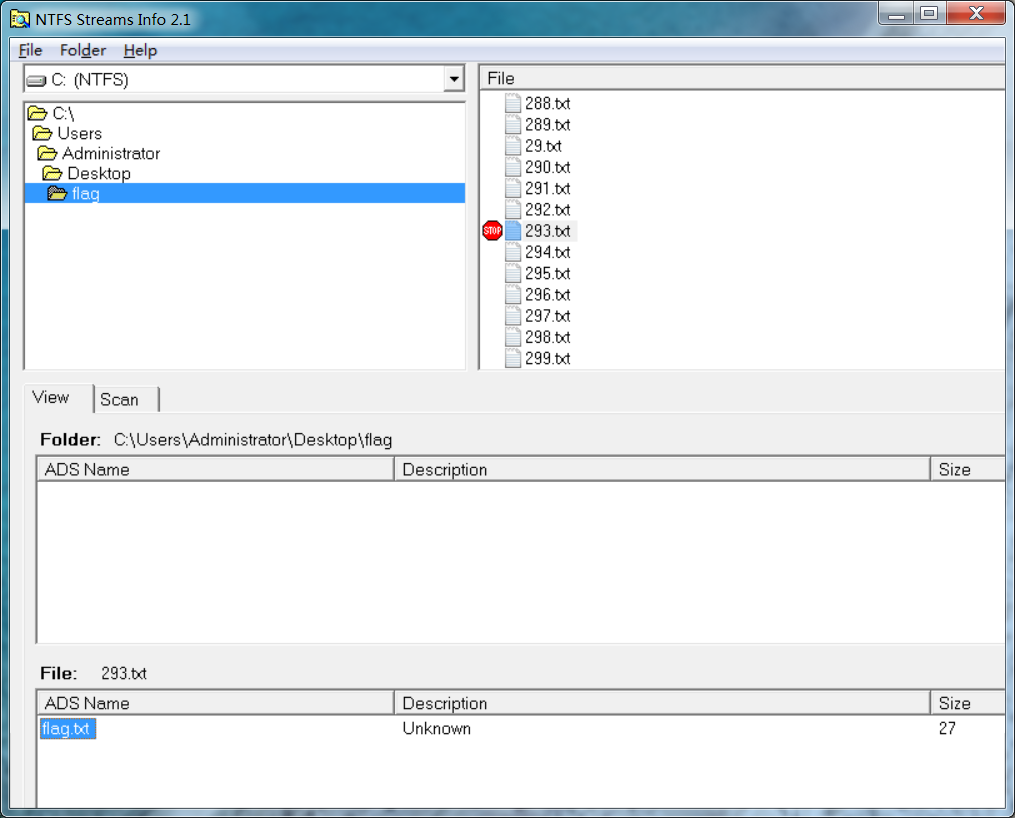 NTFS Streams Info 2.1
File Folder Help
C: (NTFS)
C:\
Users
Administrator
Desktop
flag
File
288.txt
289.txt
29.txt
290.txt
291.txt
292.txt
STOP 293.txt
294.txt
295.txt
296.txt
297.txt
298.txt
299.txt
View Scan
Folder: C:\Users\Administrator\Desktop\flag
ADS Name Description Size
File: 293.txt
ADS Name Description Size
flag.txt Unknown 27